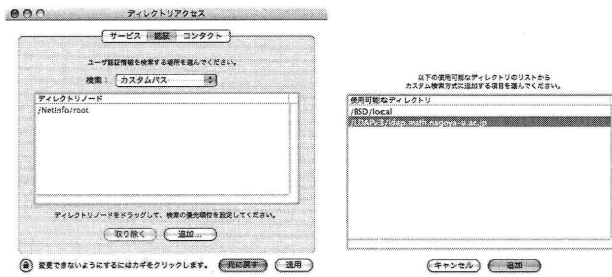 ディレクトリアクセス
サービス 認証 コンタクト
ユーザ認証情報を検索する場所を選んでください。
検索： カスタムパス
ディレクトリノード
/NetInfo/root
ディレクトリノードをドラッグして、検索の優先順位を設定してください。
取り除く 追加...
変更できないようにするにはカギをクリックします。 元に戻す 適用
以下の使用可能なディレクトリのリストから
カスタム検索方式に追加する項目を選んでください。
使用可能なディレクトリ
/BSD/local
/LDAPv3/ldap.math.nagoya-u.ac.jp
キャンセル 追加